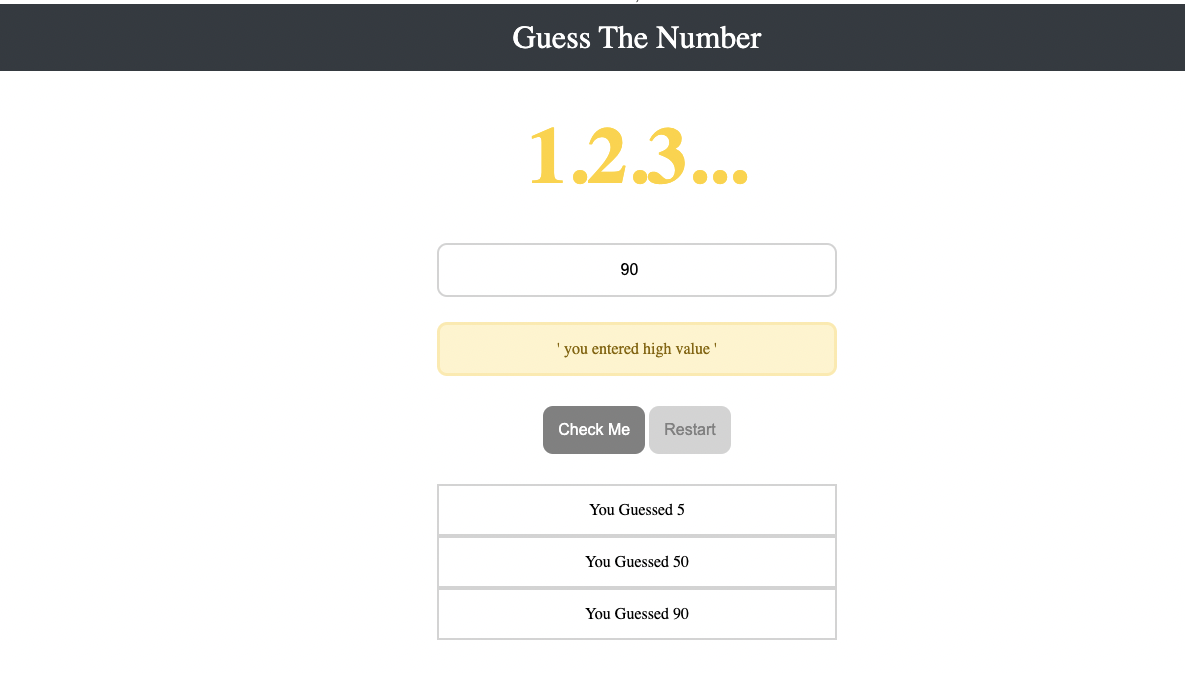 Guess The Number
1.2.3...
90
' you entered high value '
Check Me Restart
You Guessed 5
You Guessed 50
You Guessed 90